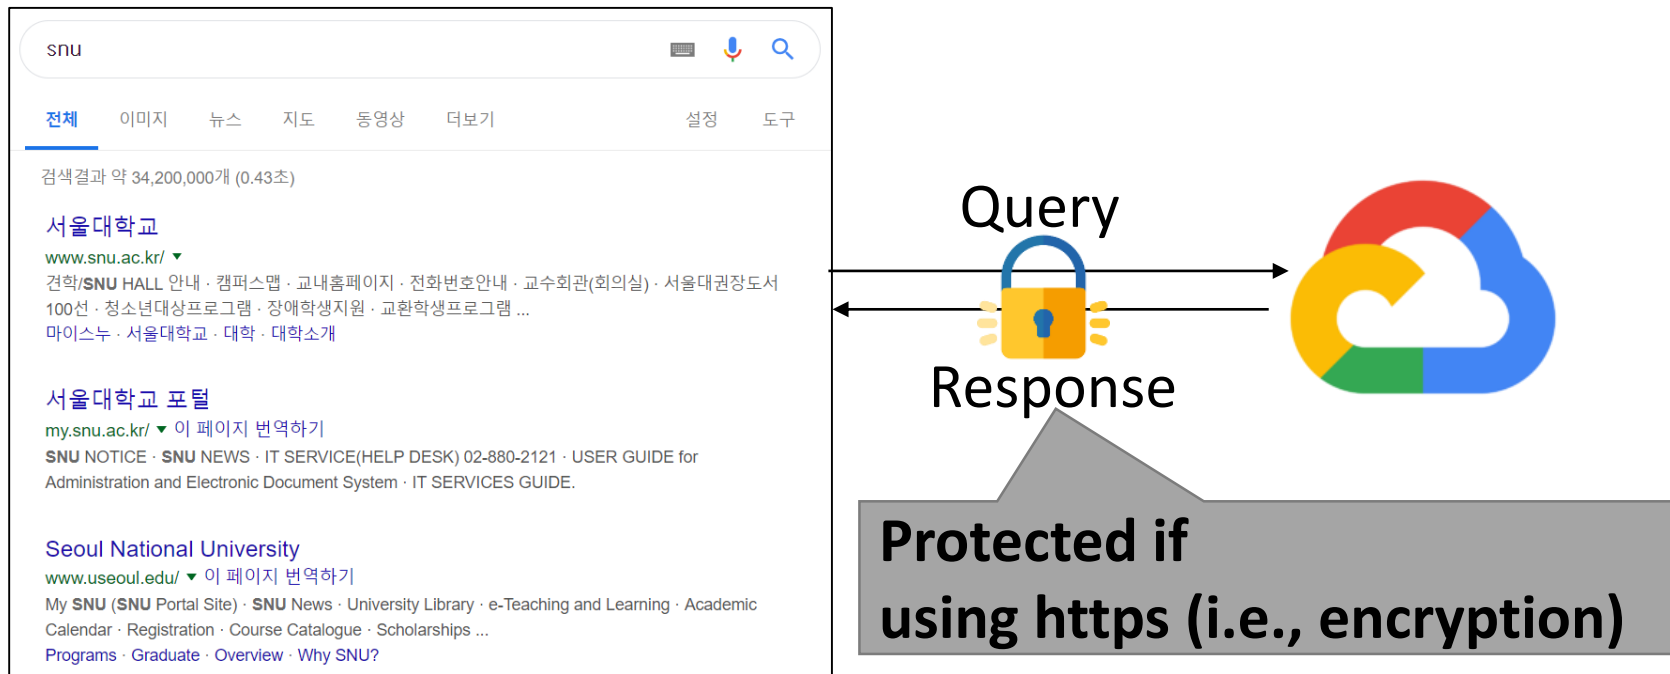 snu
전체 이미지 뉴스 지도 동영상 더보기 설정 도구
검색결과 약 34,200,000개 (0.43초)
서울대학교
www.snu.ac.kr/ ▼
견학/SNU HALL 안내 · 캠퍼스맵 · 교내홈페이지 · 전화번호안내 · 교수회관(회의실) · 서울대권장도서
100선 · 청소년대상프로그램 · 장애학생지원 · 교환학생프로그램 ...
마이스누 · 서울대학교 · 대학 · 대학소개
서울대학교 포털
my.snu.ac.kr/ ▼ 이 페이지 번역하기
SNU NOTICE · SNU NEWS · IT SERVICE(HELP DESK) 02-880-2121 · USER GUIDE for
Administration and Electronic Document System · IT SERVICES GUIDE.
Seoul National University
www.useoul.edu/ ▼ 이 페이지 번역하기
My SNU (SNU Portal Site) · SNU News · University Library · e-Teaching and Learning · Academic
Calendar · Registration · Course Catalogue · Scholarships ...
Programs · Graduate · Overview · Why SNU?
Query
Response
Protected if
using https (i.e., encryption)